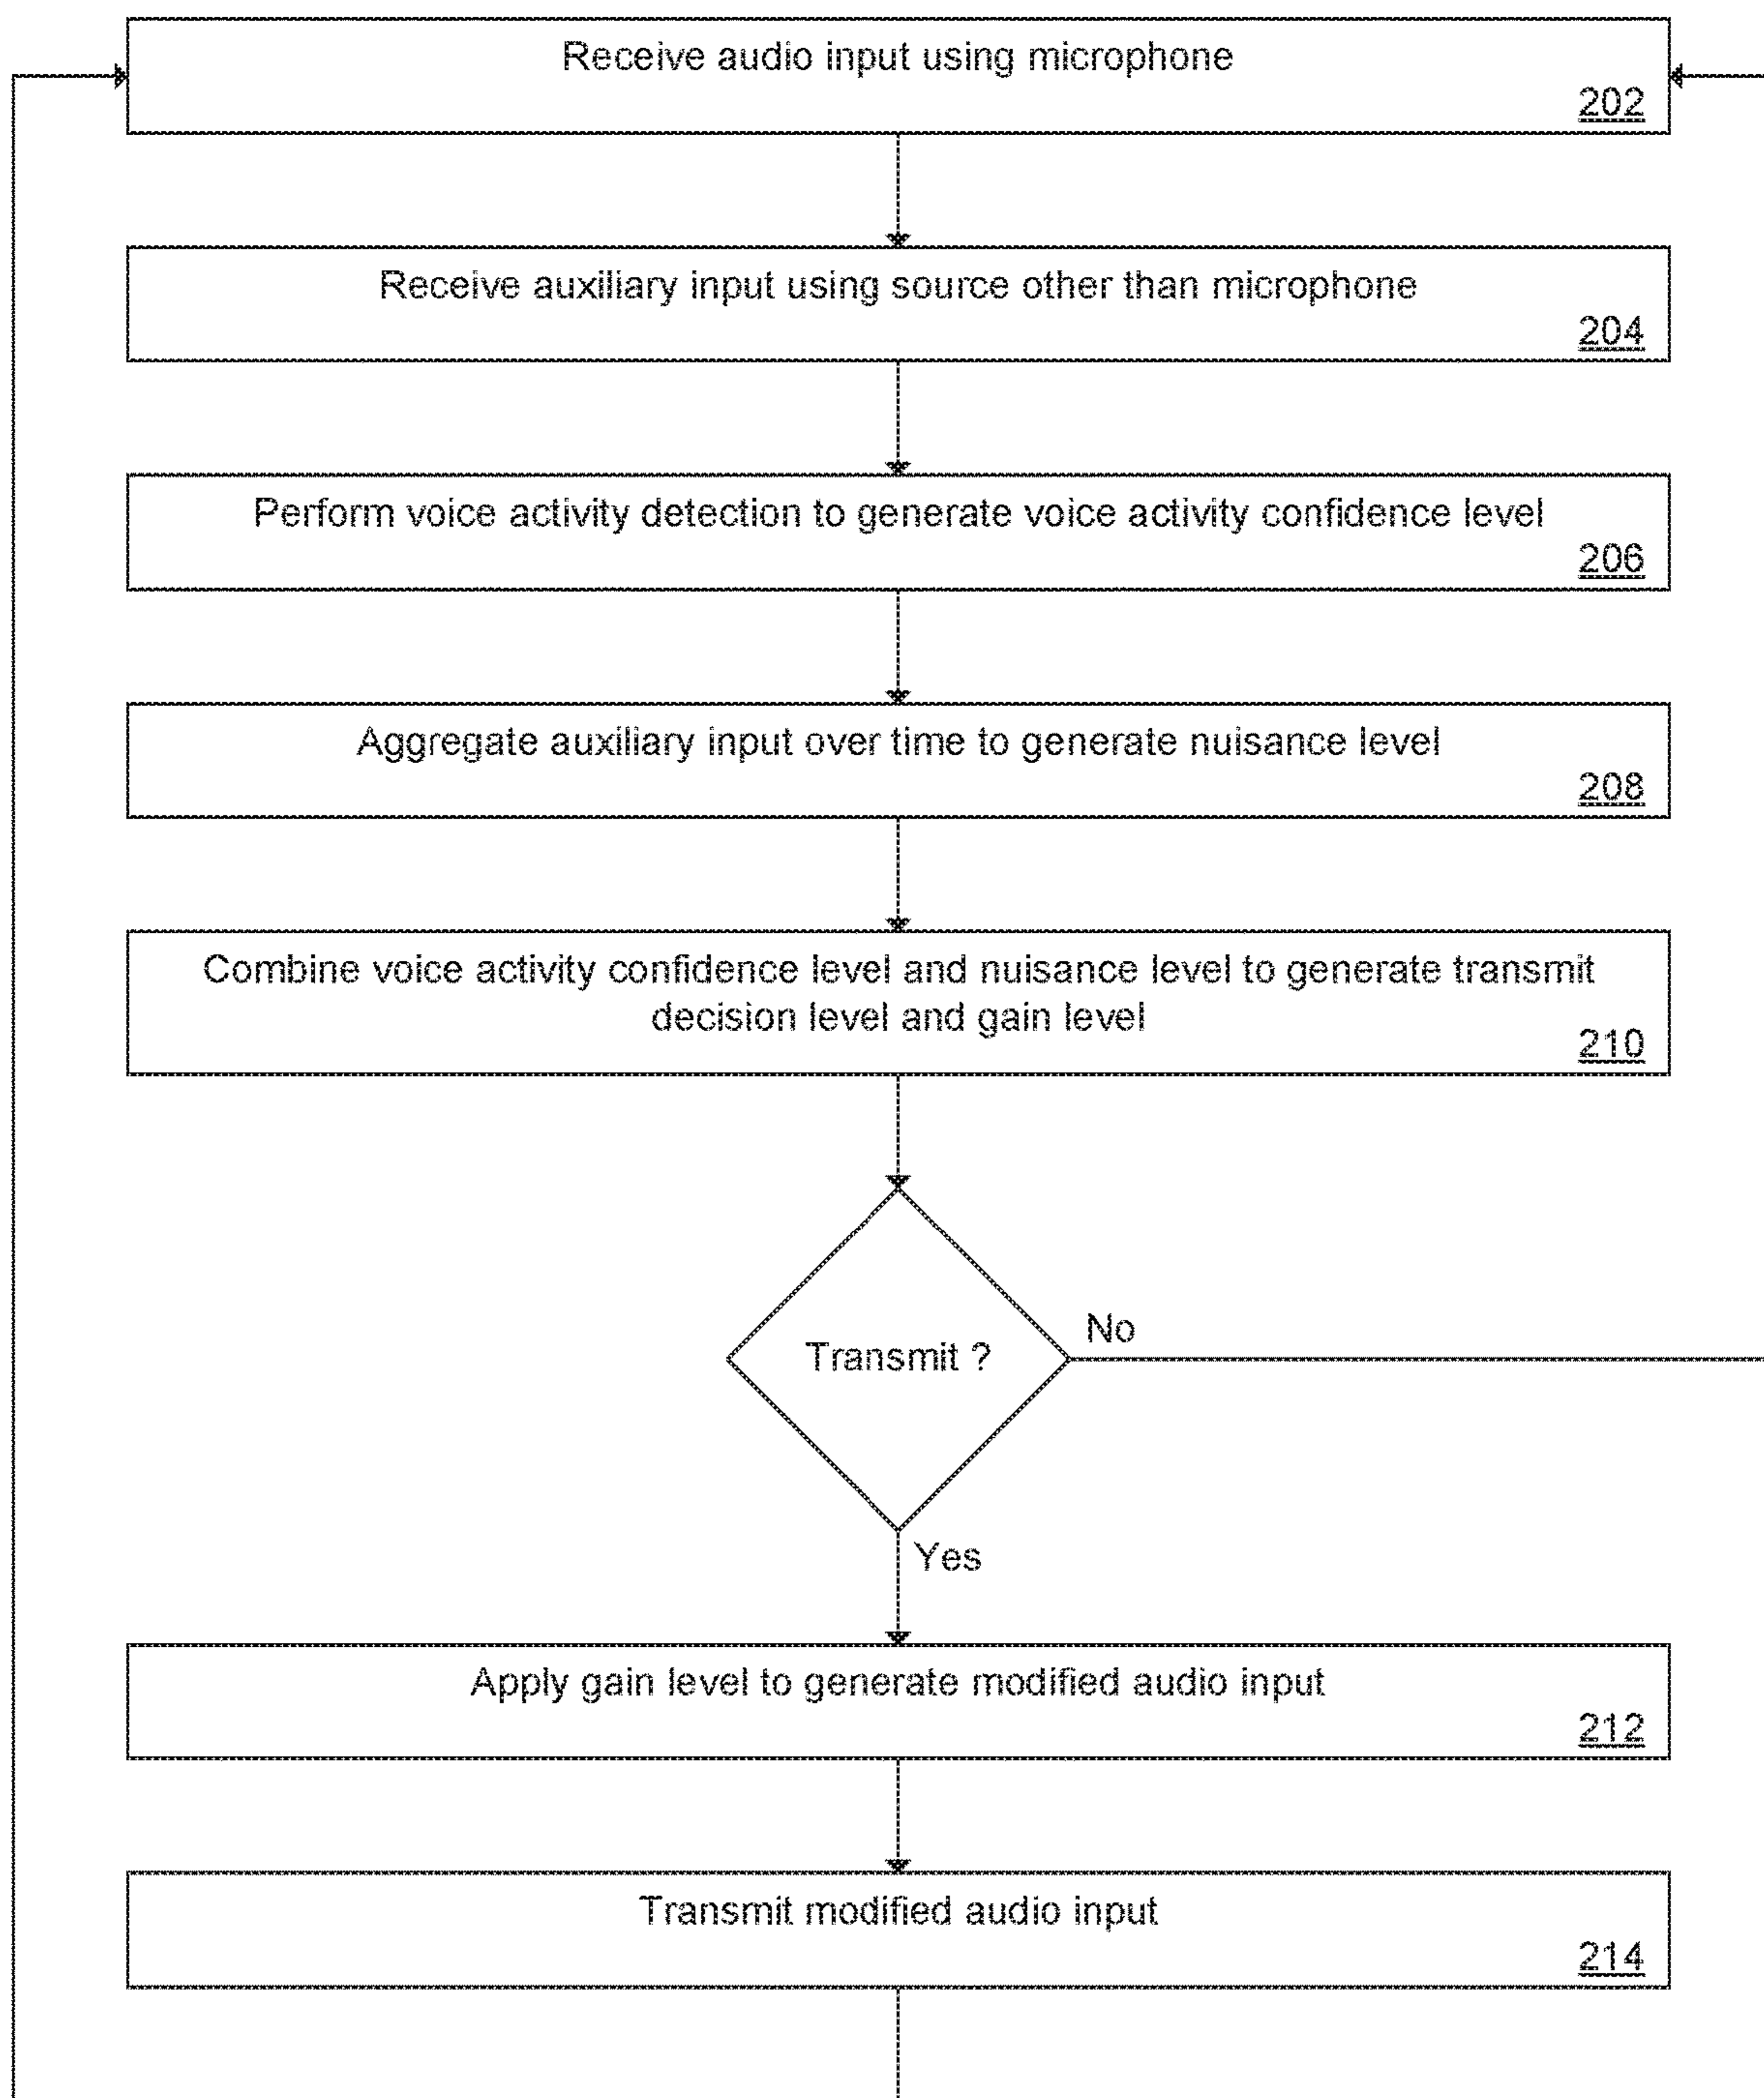 Receive audio input using microphone
202
Receive auxiliary input using source other than microphone
204
Perform voice activity detection to generate voice activity confidence level
206
Aggregate auxiliary input over time to generate nuisance level
208
Combine voice activity confidence level and nuisance level to generate transmit
decision level and gain level
210
Transmit ?
No
Yes
Apply gain level to generate modified audio input
212
Transmit modified audio input
214